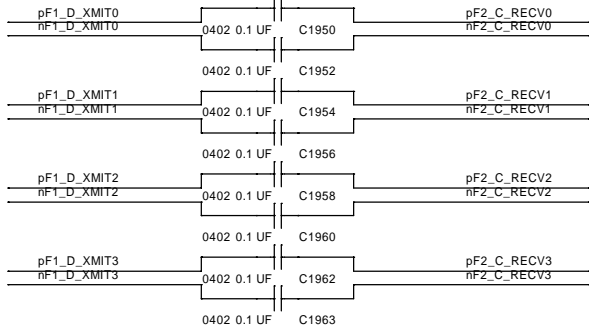 pF1_D_XMIT0 pF2_C_RECV0
nF1_D_XMIT0 nF2_C_RECV0
0402 0.1 UF C1950
0402 0.1 UF C1952
pF1_D_XMIT1 pF2_C_RECV1
nF1_D_XMIT1 nF2_C_RECV1
0402 0.1 UF C1954
0402 0.1 UF C1956
pF1_D_XMIT2 pF2_C_RECV2
nF1_D_XMIT2 nF2_C_RECV2
0402 0.1 UF C1958
0402 0.1 UF C1960
pF1_D_XMIT3 pF2_C_RECV3
nF1_D_XMIT3 nF2_C_RECV3
0402 0.1 UF C1962
0402 0.1 UF C1963